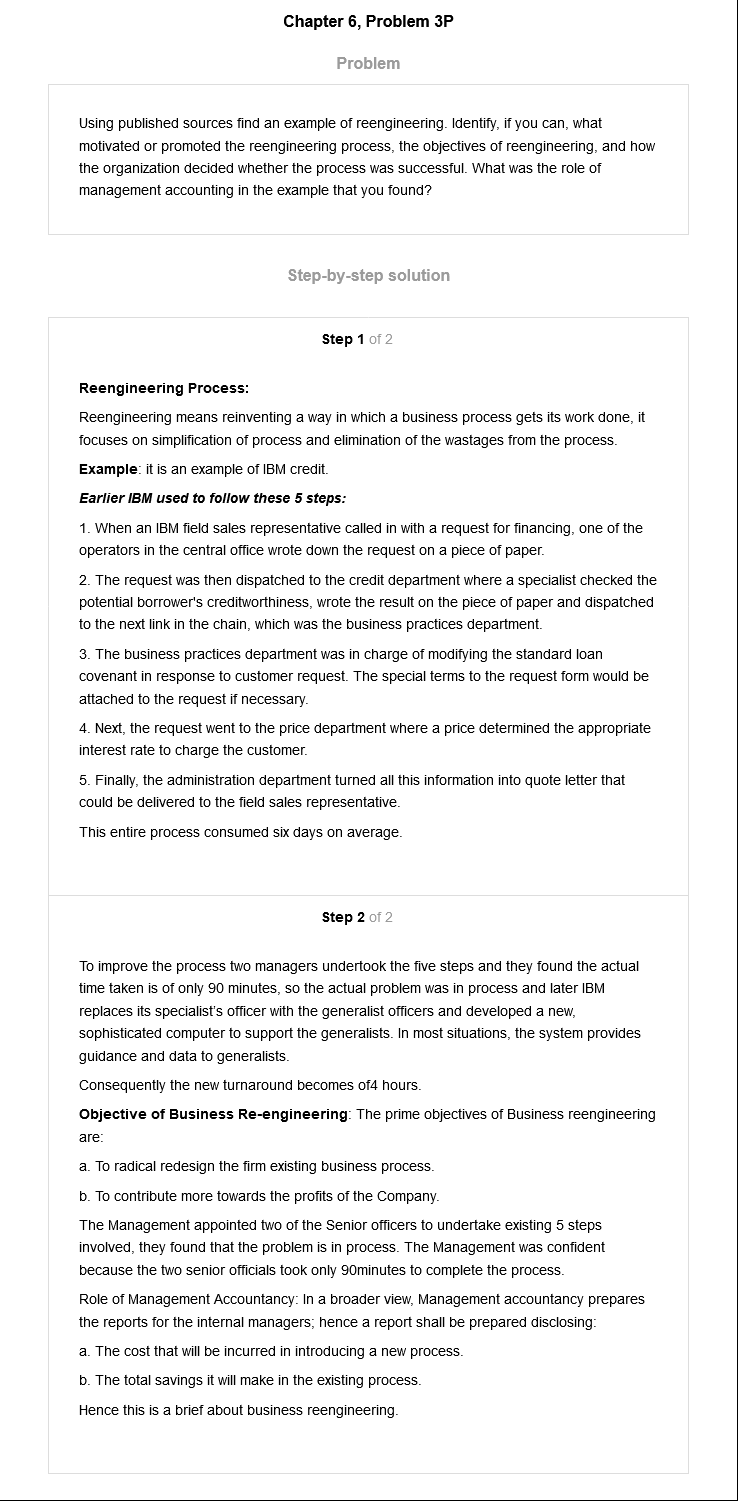 Chapter 6, Problem 3P
Problem
Using published sources find an example of reengineering. Identify, if you can, what
motivated or promoted the reengineering process, the objectives of reengineering, and how
the organization decided whether the process was successful. What was the role of
management accounting in the example that you found?
Step-by-step solution
Step 1 of 2
Reengineering Process:
Reengineering means reinventing a way in which a business process gets its work done, it
focuses on simplification of process and elimination of the wastages from the process.
Example: it is an example of IBM credit.
Earlier IBM used to follow these 5 steps:
1. When an IBM field sales representative called in with a request for financing, one of the
operators in the central office wrote down the request on a piece of paper.
2. The request was then dispatched to the credit department where a specialist checked the
potential borrower's creditworthiness, wrote the result on the piece of paper and dispatched
to the next link in the chain, which was the business practices department.
3. The business practices department was in charge of modifying the standard loan
covenant in response to customer request. The special terms to the request form would be
attached to the request if necessary.
4. Next, the request went to the price department where a price determined the appropriate
interest rate to charge the customer.
5. Finally, the administration department turned all this information into quote letter that
could be delivered to the field sales representative.
This entire process consumed six days on average.
Step 2 of 2
To improve the process two managers undertook the five steps and they found the actual
time taken is of only 90 minutes, so the actual problem was in process and later IBM
replaces its specialist's officer with the generalist officers and developed a new,
sophisticated computer to support the generalists. In most situations, the system provides
guidance and data to generalists.
Consequently the new turnaround becomes of4 hours.
Objective of Business Re-engineering: The prime objectives of Business reengineering
are:
a. To radical redesign the firm existing business process.
b. To contribute more towards the profits of the Company.
The Management appointed two of the Senior officers to undertake existing 5 steps
involved, they found that the problem is in process. The Management was confident
because the two senior officials took only 90minutes to complete the process.
Role of Management Accountancy: In a broader view, Management accountancy prepares
the reports for the internal managers; hence a report shall be prepared disclosing:
a. The cost that will be incurred in introducing a new process.
b. The total savings it will make in the existing process.
Hence this is a brief about business reengineering.